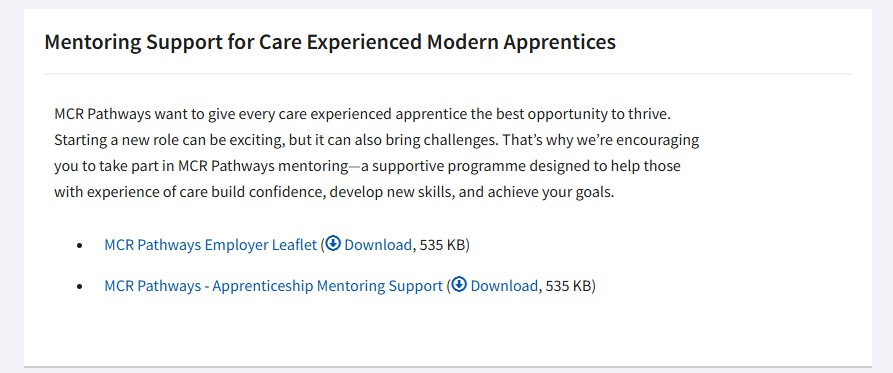 Mentoring Support for Care Experienced Modern Apprentices
MCR Pathways want to give every care experienced apprentice the best opportunity to thrive.
Starting a new role can be exciting, but it can also bring challenges. That’s why we’re encouraging
you to take part in MCR Pathways mentoring—a supportive programme designed to help those
with experience of care build confidence, develop new skills, and achieve your goals.
• MCR Pathways Employer Leaflet (Download, 535 KB)
• MCR Pathways - Apprenticeship Mentoring Support (Download, 535 KB)